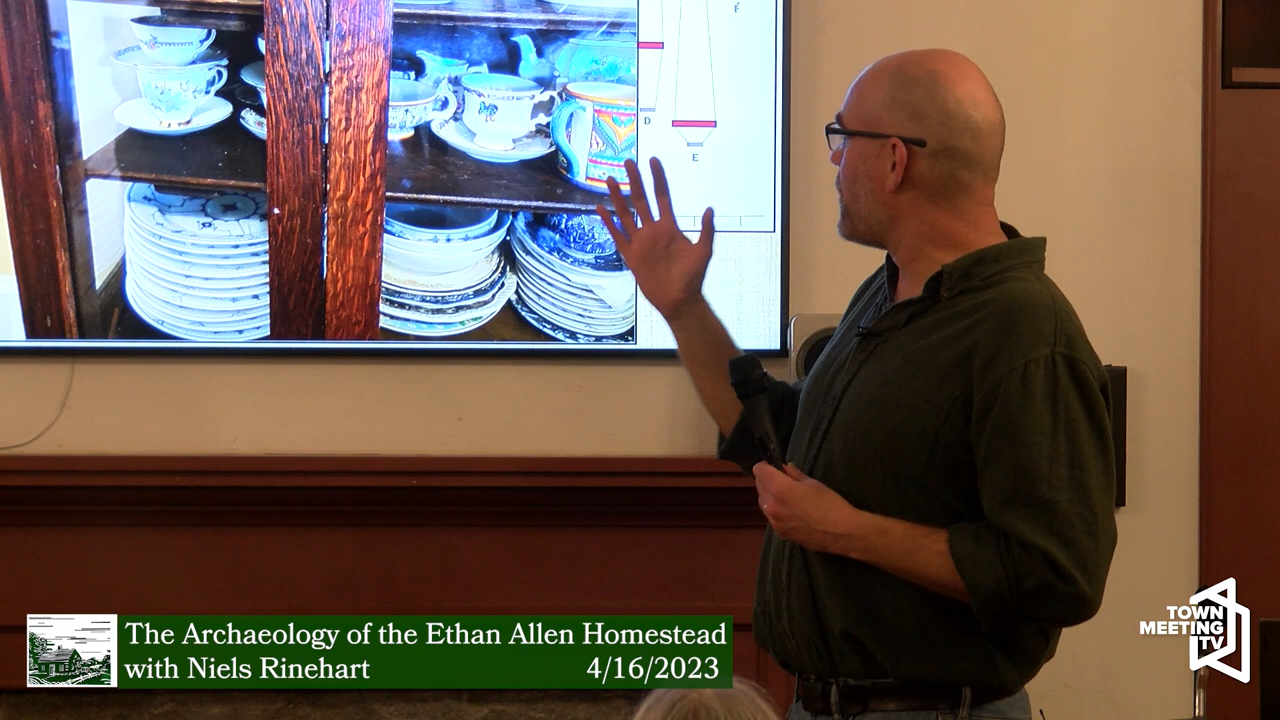 F
D
E
The Archaeology of the Ethan Allen Homestead
with Niels Rinehart 4/16/2023
TOWN
MEETING
TV